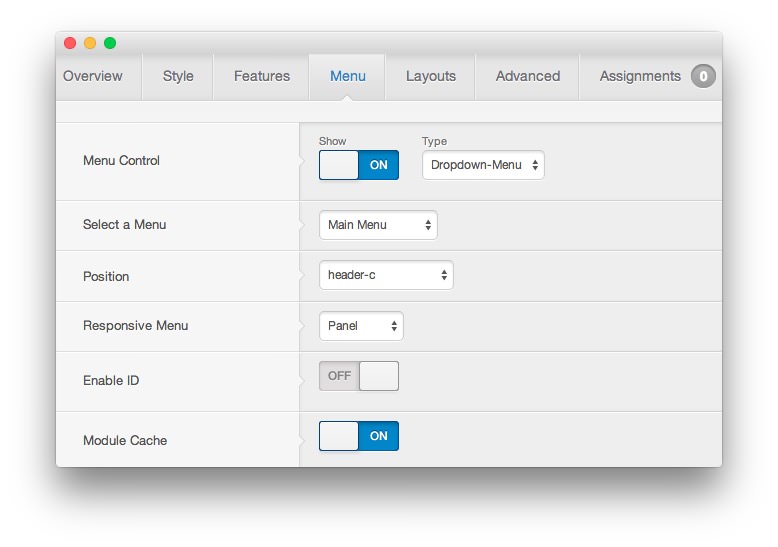 Overview Style Features Menu Layouts Advanced Assignments 0
Show Type
Menu Control ON Dropdown-Menu
Select a Menu Main Menu
Position header-c
Responsive Menu Panel
Enable ID OFF
Module Cache ON